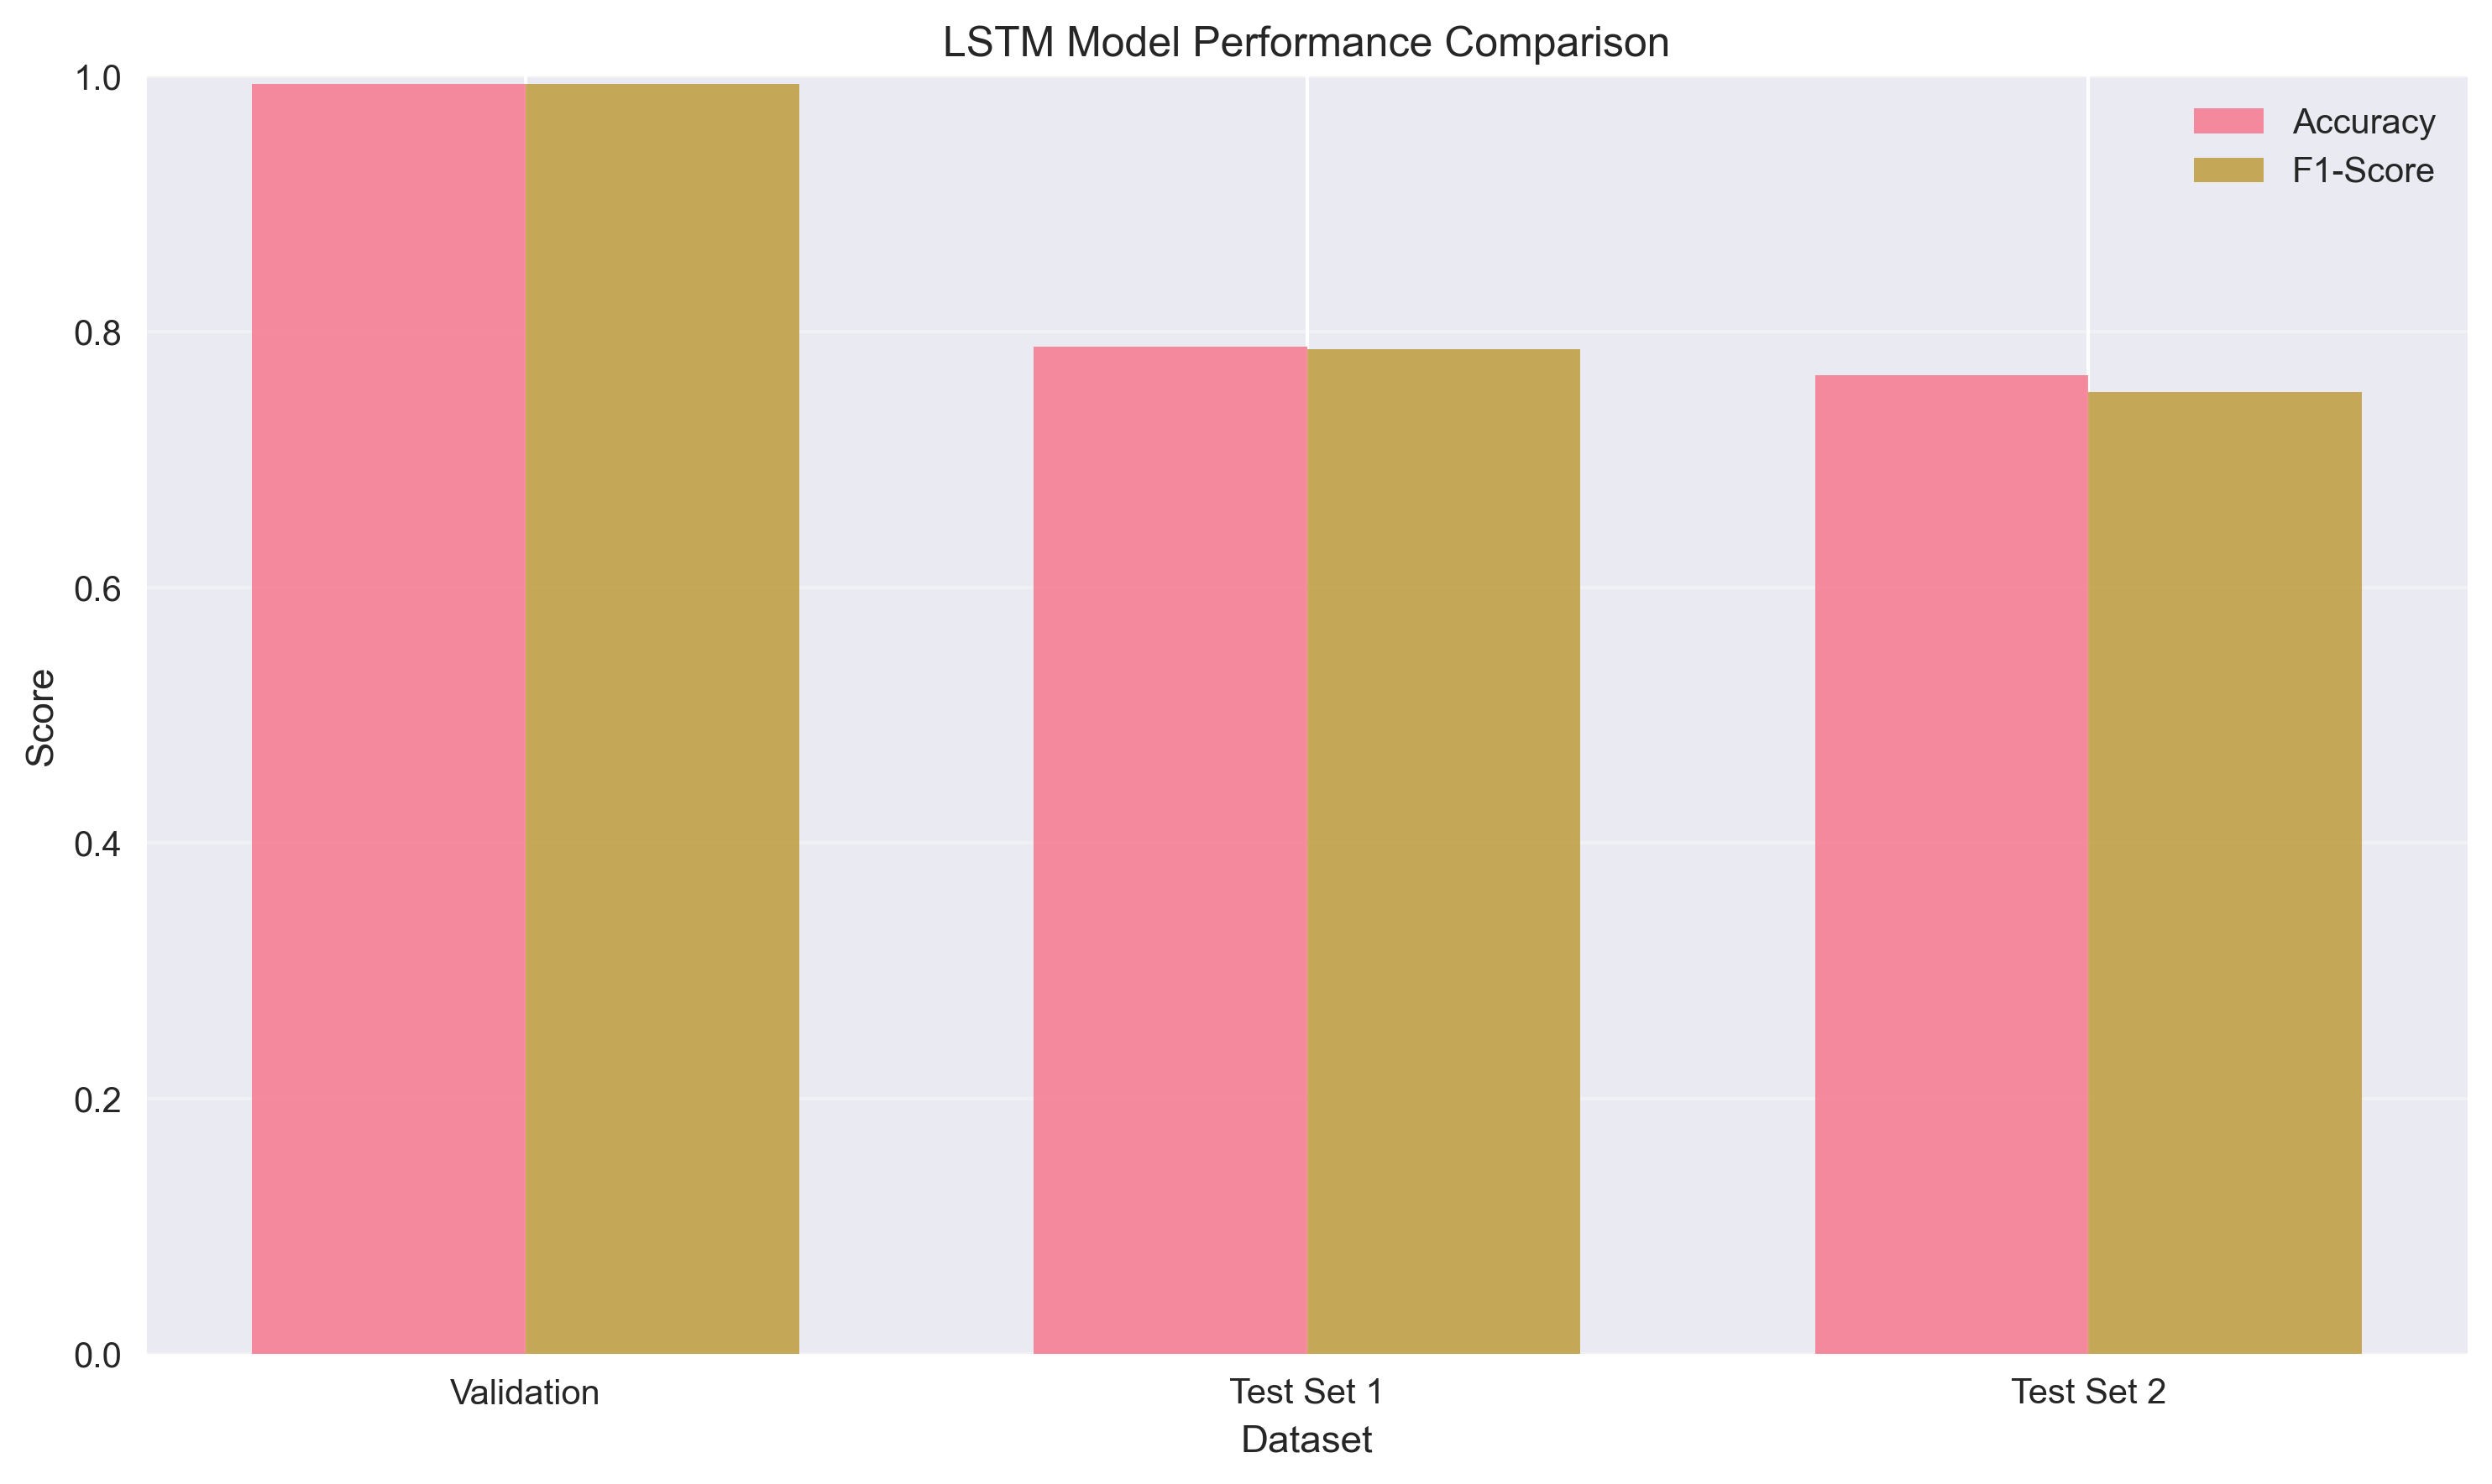 LSTM Model Performance Comparison
1.0
0.8
0.6
0.4
0.2
0.0
Score
Accuracy
F1-Score
Validation
Test Set 1
Test Set 2
Dataset